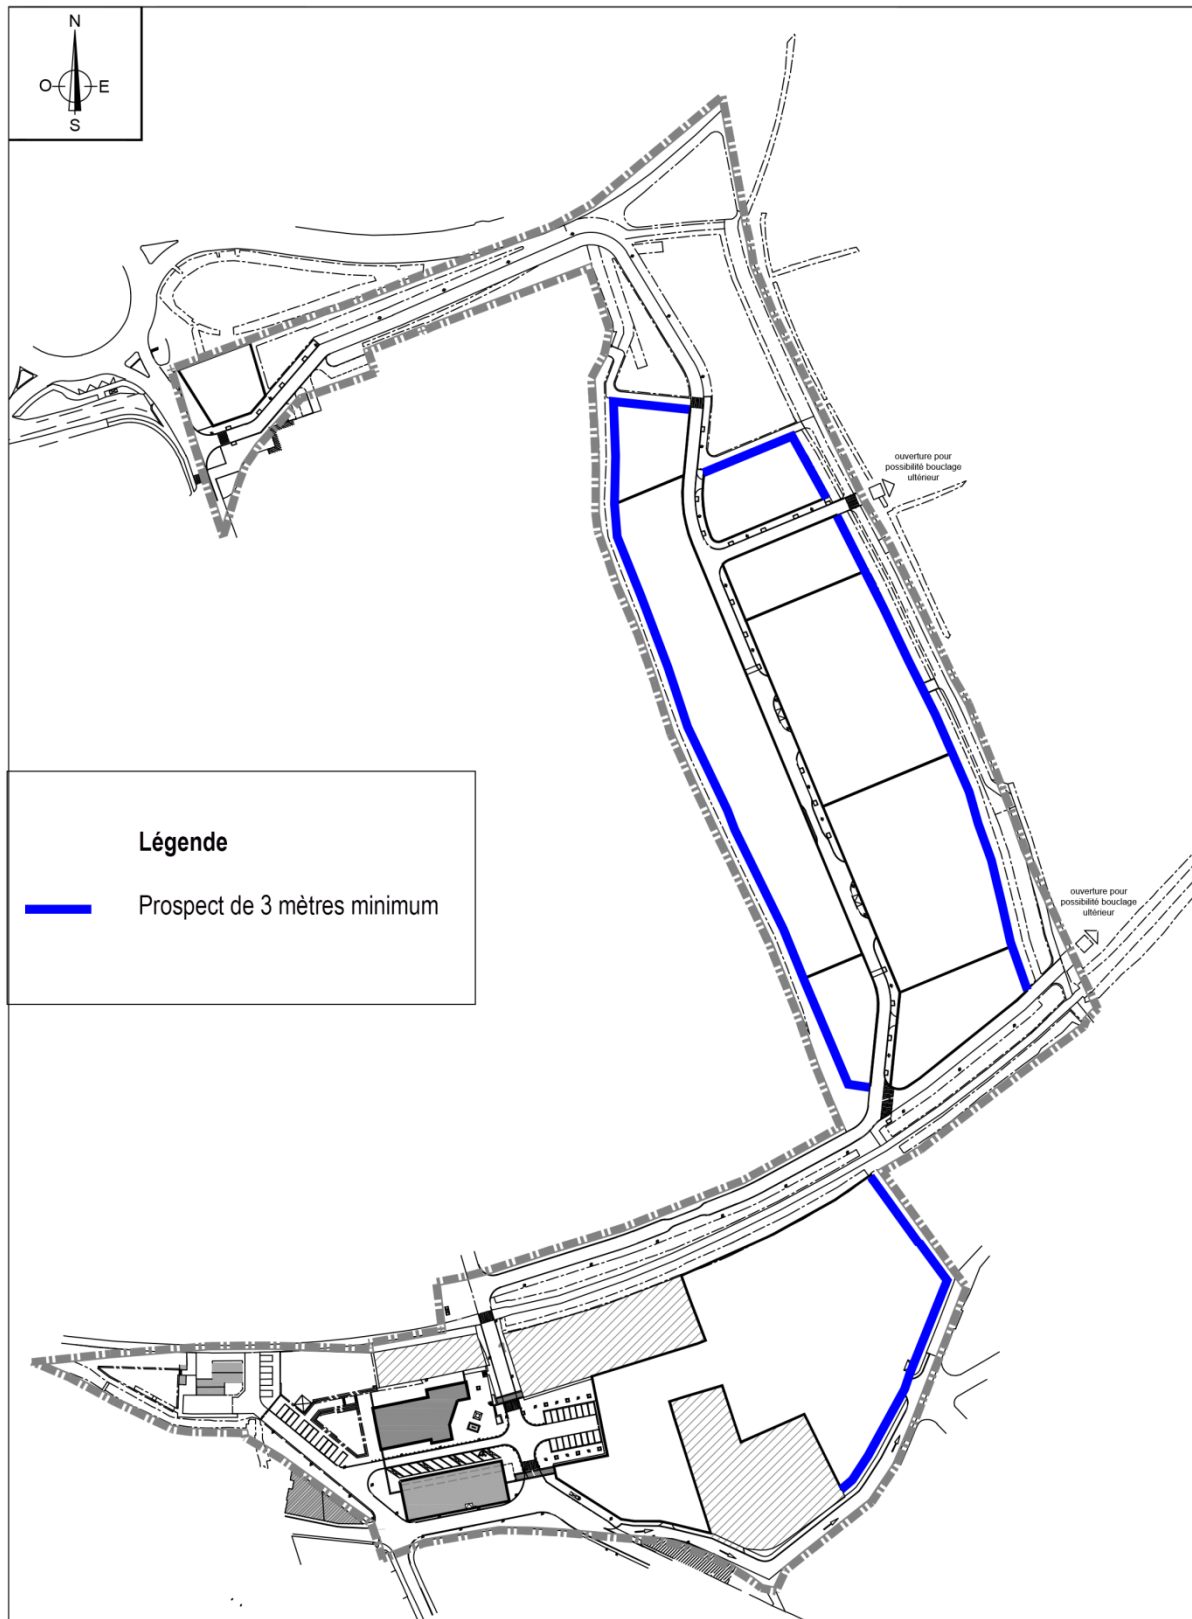 N
O E
S
ouverture pour
possibilité bouclage
ultérieur
Légende
Prospect de 3 mètres minimum
ouverture pour
possibilité bouclage
ultérieur